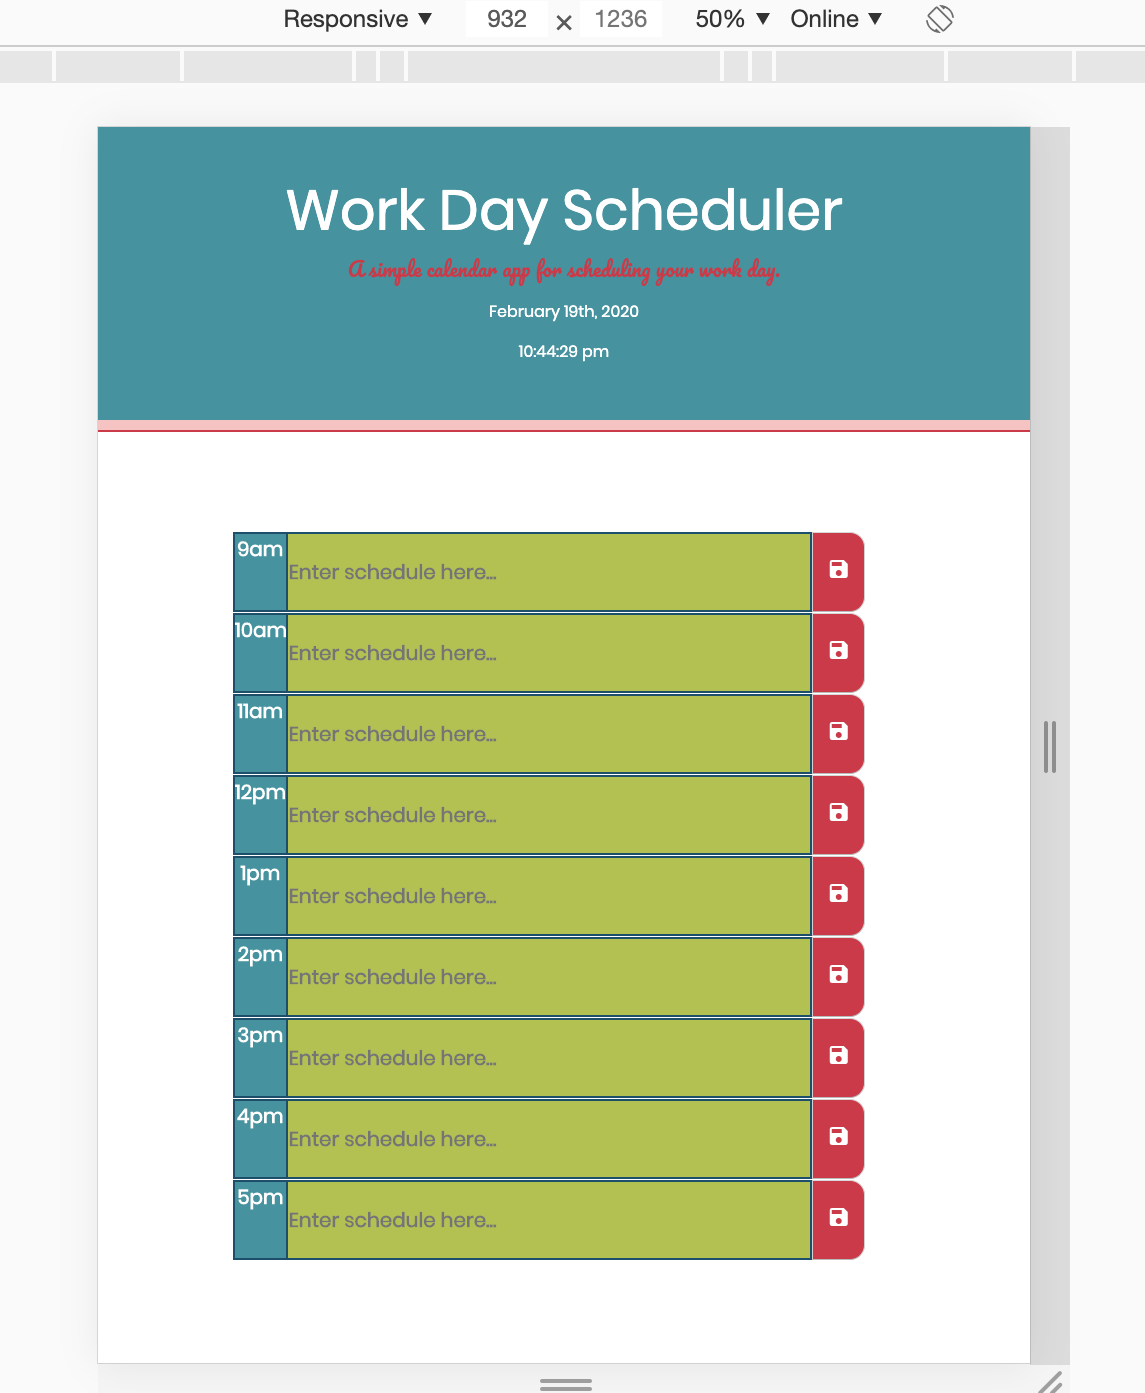 Responsive ▼ 932 × 1236 50% ▼ Online ▼
Work Day Scheduler
A simple calendar app for scheduling your work day.
February 19th, 2020
10:44:29 pm
9am
Enter schedule here...
10am
Enter schedule here...
11am
Enter schedule here...
12pm
Enter schedule here...
1pm
Enter schedule here...
2pm
Enter schedule here...
3pm
Enter schedule here...
4pm
Enter schedule here...
5pm
Enter schedule here...